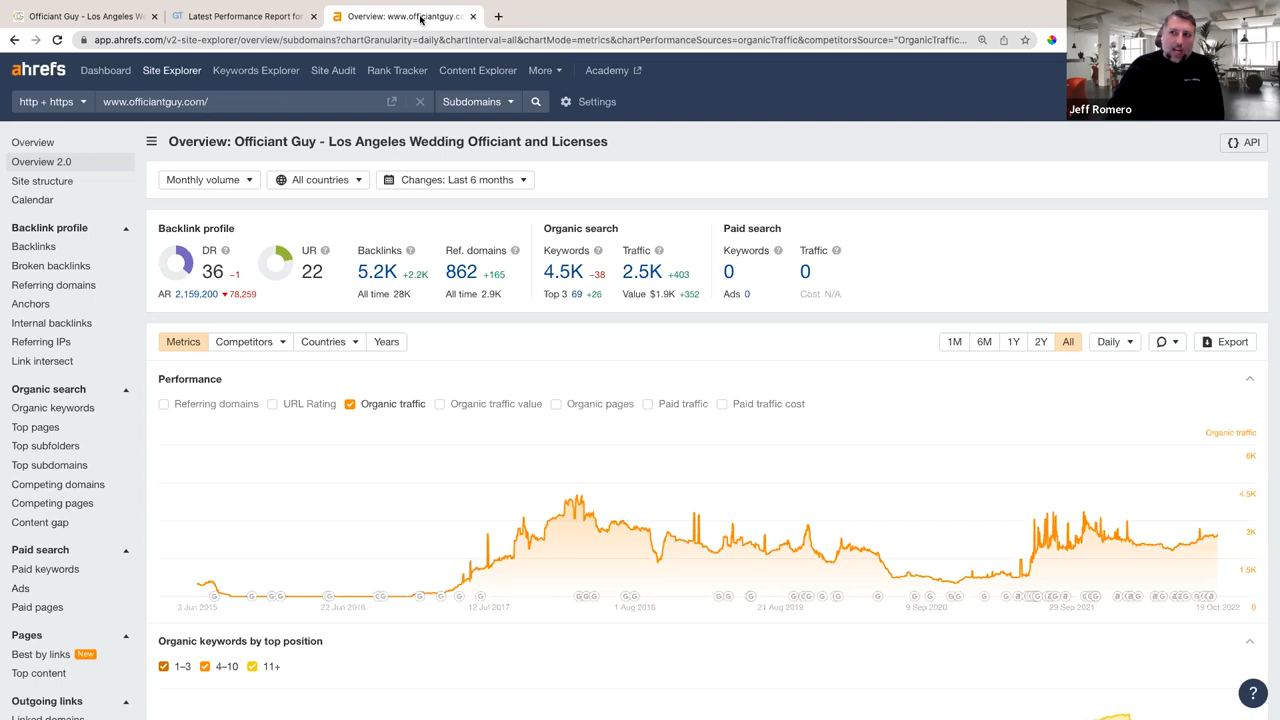 Officiant Guy - Los Angeles We
Latest Performance Report for
Overview: www.officiantguy.co
app.ahrefs.com/v2-site-explorer/overview/subdomains?chartGranularity=daily&chartInterval=all&chartMode=metrics&chartPerformanceSources=organicTraffic&competitorsSource="OrganicTraffic...
ahrefs Dashboard Site Explorer Keywords Explorer Site Audit Rank Tracker Content Explorer More Academy
http + https www.officiantguy.com/ Subdomains Settings
Jeff Romero
Overview
Overview 2.0
Site structure
Calendar
Backlink profile
Backlinks
Broken backlinks
Referring domains
Anchors
Internal backlinks
Referring IPs
Link intersect
Organic search
Organic keywords
Top pages
Top subfolders
Top subdomains
Competing domains
Competing pages
Content gap
Paid search
Paid keywords
Ads
Paid pages
Pages
Best by links New
Top content
Outgoing links
Linked domains
Overview: Officiant Guy - Los Angeles Wedding Officiant and Licenses
{} API
Monthly volume All countries Changes: Last 6 months
Backlink profile Organic search Paid search
DR ? UR ? Backlinks ? Ref. domains ? Keywords ? Traffic ? Keywords ? Traffic ?
36 –1 22 5.2K +2.2K 862 +165 4.5K –38 2.5K +403 0 0
AR 2,159,200 78,259 All time 28K All time 2.9K Top 3 69 +26 Value $1.9K +352 Ads 0 Cost N/A
Metrics Competitors Countries Years 1M 6M 1Y 2Y All Daily Export
Performance
Referring domains URL Rating Organic traffic Organic traffic value Organic pages Paid traffic Paid traffic cost
Organic traffic
6K
4.5K
3K
1.5K
0
3 Jun 2015 22 Jun 2016 12 Jul 2017 1 Aug 2018 21 Aug 2019 9 Sep 2020 29 Sep 2021 19 Oct 2022
Organic keywords by top position
1–3 4–10 11+
?